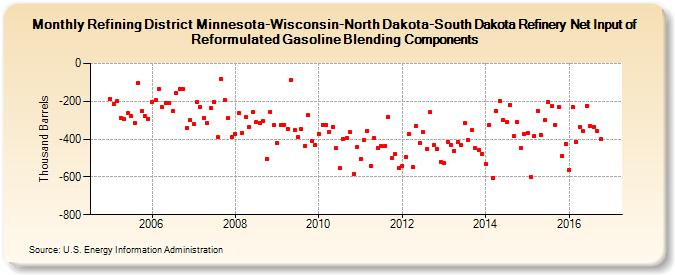 Monthly Refining District Minnesota-Wisconsin-North Dakota-South Dakota Refinery Net Input of
Reformulated Gasoline Blending Components
Thousand Barrels
0
-200
-400
-600
-800
2006
2008
2010
2012
2014
2016
Source: U.S. Energy Information Administration